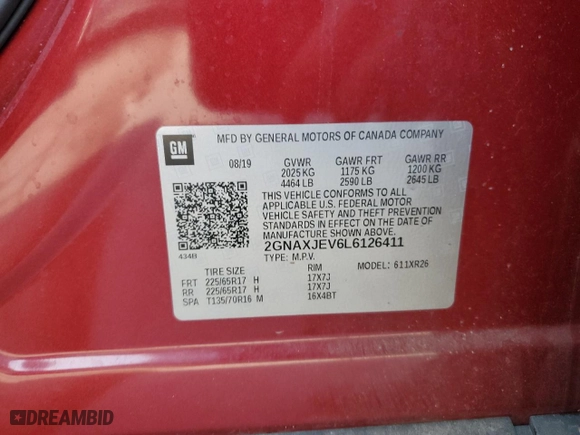 GM
MFD BY GENERAL MOTORS OF CANADA COMPANY
08/19 GVWR GAWR FRT GAWR RR
2025 KG 1175 KG 1200 KG
4464 LB 2590 LB 2645 LB
THIS VEHICLE CONFORMS TO ALL
APPLICABLE U.S. FEDERAL MOTOR
VEHICLE SAFETY AND THEFT PREVENTION
STANDARDS IN EFFECT ON THE DATE OF
MANUFACTURE SHOWN ABOVE.
2GNAXJEV6L6126411
434B TYPE: M.P.V.
MODEL: 611XR26
TIRE SIZE RIM
FRT 225/65R17 H 17X7J
RR 225/65R17 H 17X7J
SPA T135/70R16 M 16X4BT
DREAMBID